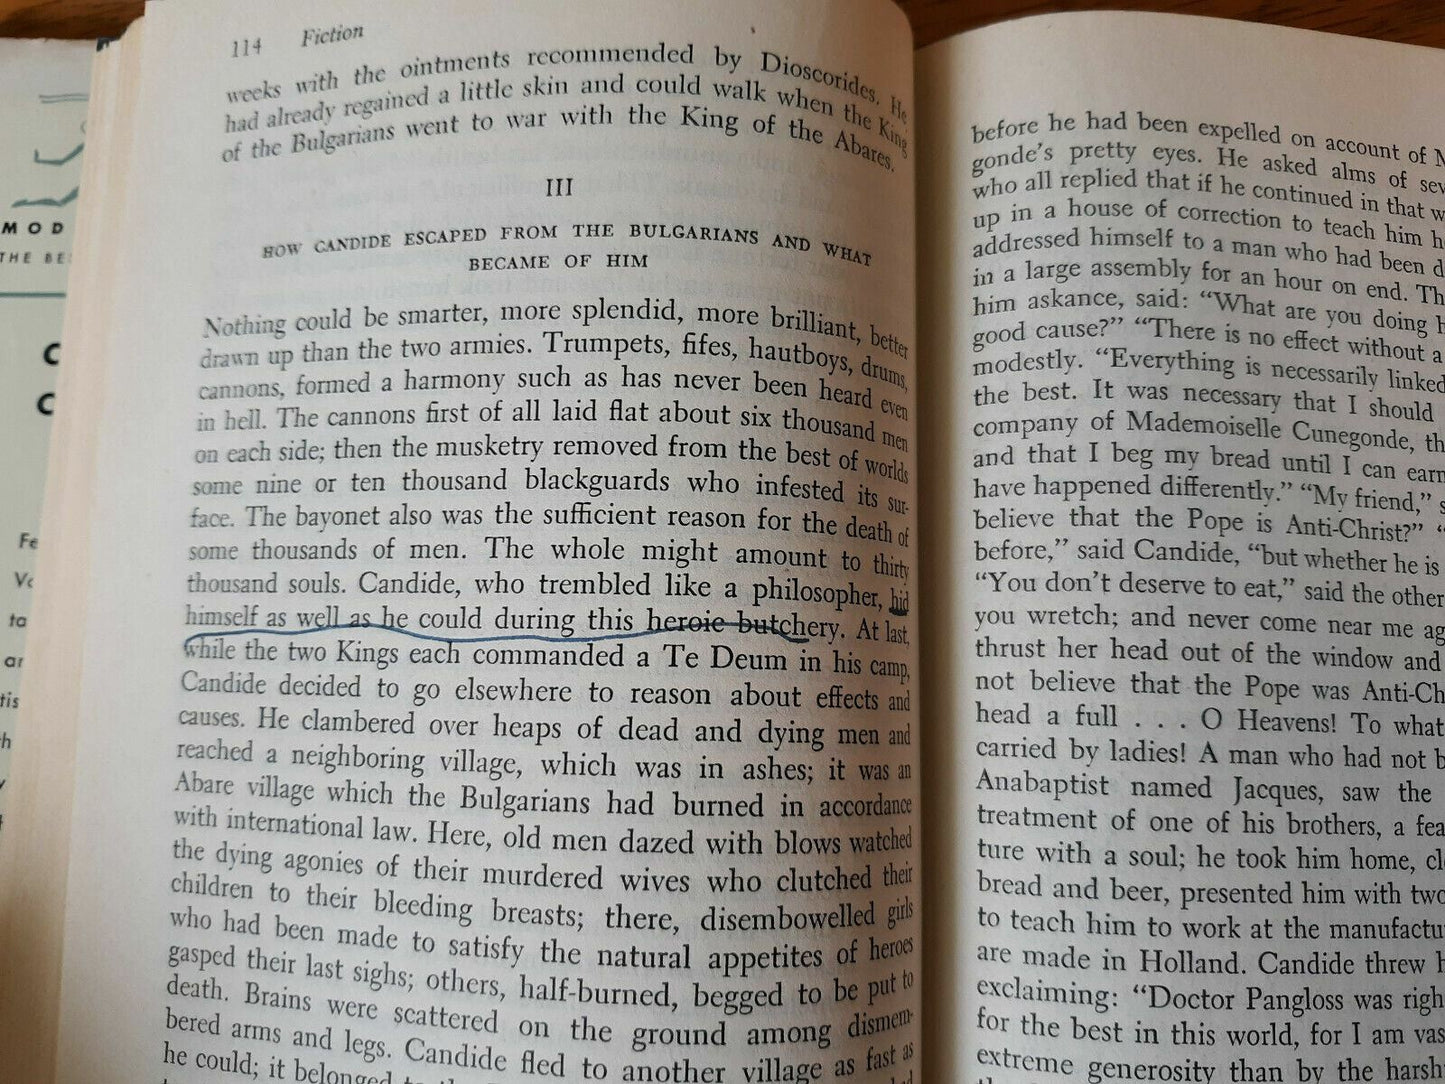 114 Fiction
weeks with the ointments recommended by Dioscorides. He
had already regained a little skin and could walk when the King
of the Bulgarians went to war with the King of the Abares.
III
HOW CANDIDE ESCAPED FROM THE BULGARIANS AND WHAT
BECAME OF HIM
Nothing could be smarter, more splendid, more brilliant, better
drawn up than the two armies. Trumpets, fifes, hautboys, drums,
cannons, formed a harmony such as has never been heard even
in hell. The cannons first of all laid flat about six thousand men
on each side; then the musketry removed from the best of worlds
some nine or ten thousand blackguards who infested its sur-
face. The bayonet also was the sufficient reason for the death of
some thousands of men. The whole might amount to thirty
thousand souls. Candide, who trembled like a philosopher, hid
himself as well as he could during this heroic butchery. At last,
while the two Kings each commanded a Te Deum in his camp,
Candide decided to go elsewhere to reason about effects and
causes. He clambered over heaps of dead and dying men and
reached a neighboring village, which was in ashes; it was an
Abare village which the Bulgarians had burned in accordance
with international law. Here, old men dazed with blows watched
the dying agonies of their murdered wives who clutched their
children to their bleeding breasts; there, disembowelled girls
who had been made to satisfy the natural appetites of heroes
gasped their last sighs; others, half-burned, begged to be put to
death. Brains were scattered on the ground among dismem-
bered arms and legs. Candide fled to another village as fast as
he could; it belonged to the
before he had been expelled on account of
gonde's pretty eyes. He asked alms of
who all replied that if he continued in that
up in a house of correction to teach him
addressed himself to a man who had been
in a large assembly for an hour on end.
him askance, said: "What are you doing
good cause?" "There is no effect without a
modestly. "Everything is necessarily linked
the best. It was necessary that I should
company of Mademoiselle Cunegonde,
and that I beg my bread until I can earn
have happened differently." "My friend,"
believe that the Pope is Anti-Christ?"
before," said Candide, "but whether he is
"You don't deserve to eat," said the other
you wretch; and never come near me
thrust her head out of the window and
not believe that the Pope was Anti-Ch
head a full . . . O Heavens! To what
carried by ladies! A man who had not
Anabaptist named Jacques, saw the
treatment of one of his brothers, a
ture with a soul; he took him home,
bread and beer, presented him with two
to teach him to work at the
are made in Holland. Candide threw
exclaiming: "Doctor Pangloss was
for the best in this world, for I am
extreme generosity than by the
MOD
THE BE